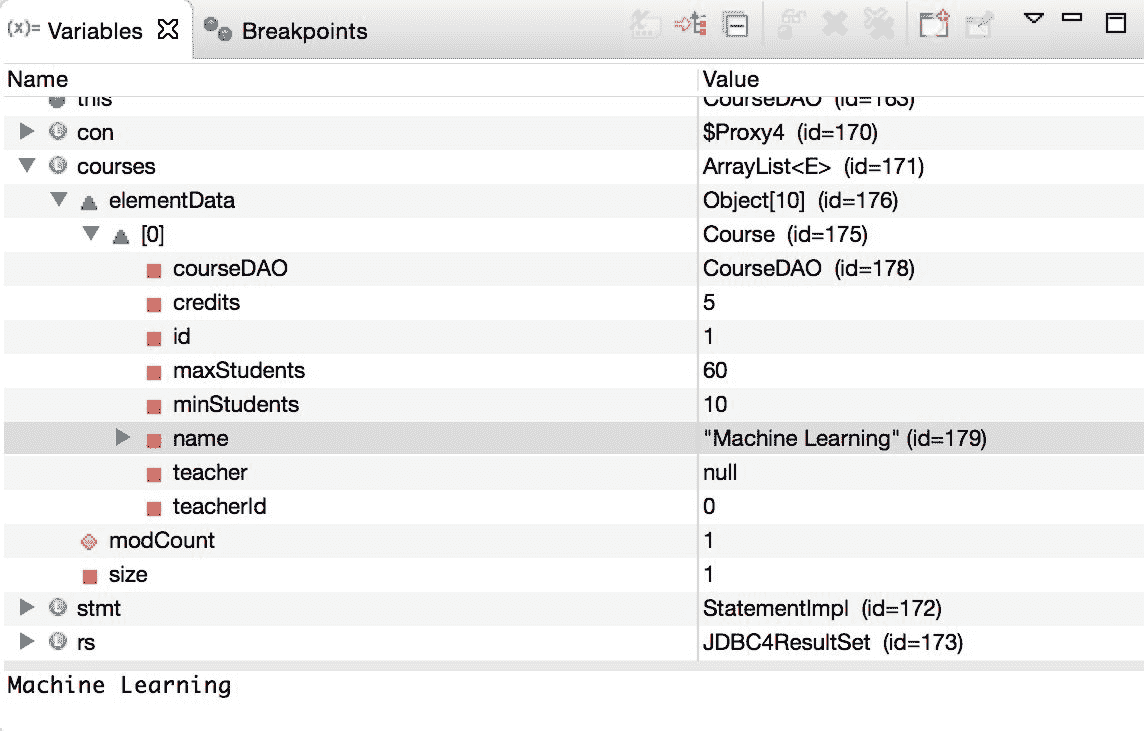 (x)= Variables Breakpoints
Name Value
this CourseDAO (id=163)
con $Proxy4 (id=170)
courses ArrayList<E> (id=171)
elementData Object[10] (id=176)
[0] Course (id=175)
courseDAO CourseDAO (id=178)
credits 5
id 1
maxStudents 60
minStudents 10
name "Machine Learning" (id=179)
teacher null
teacherId 0
modCount 1
size 1
stmt StatementImpl (id=172)
rs JDBC4ResultSet (id=173)
Machine Learning